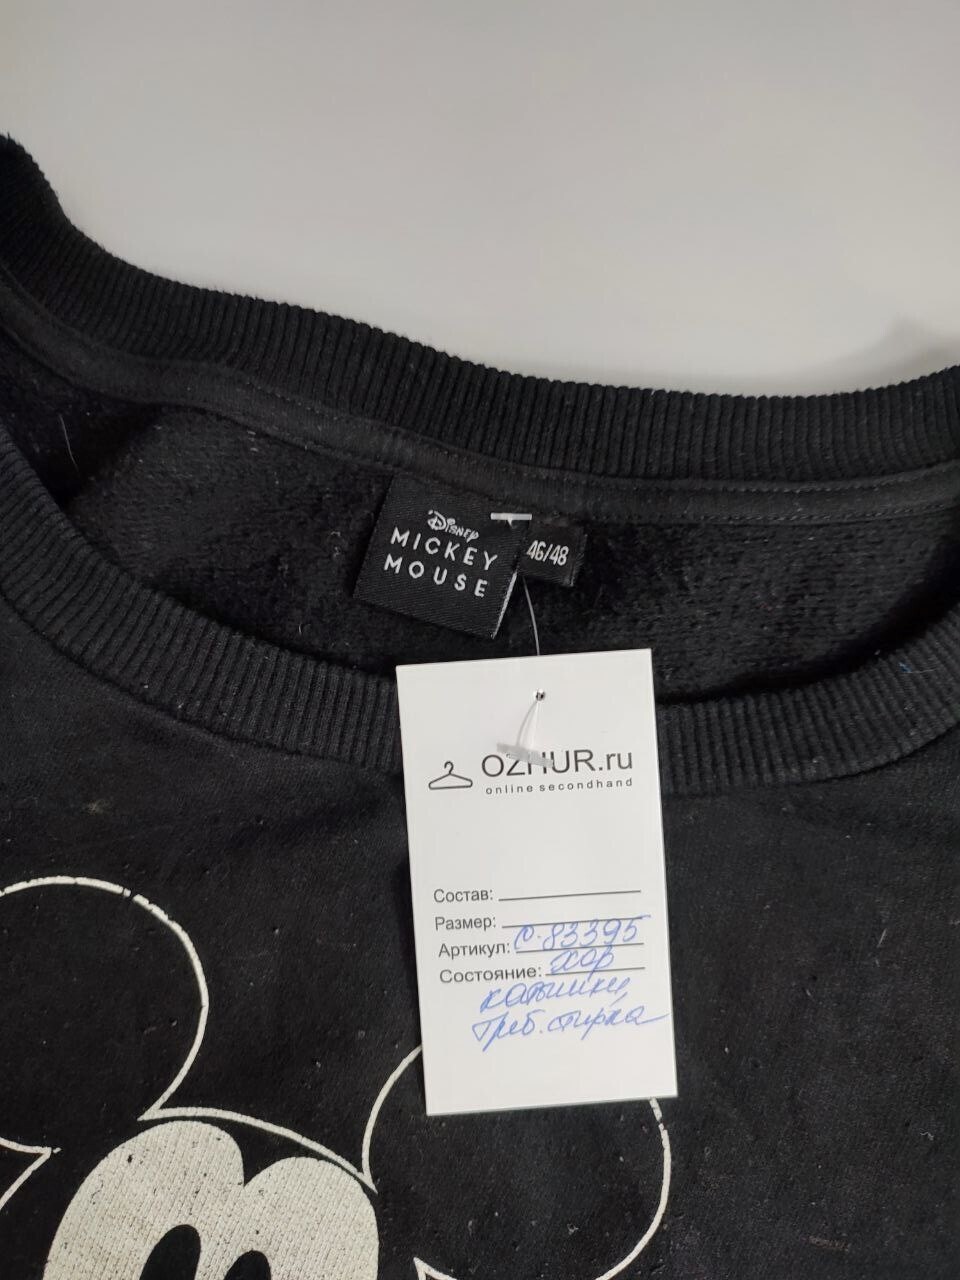 Disney
MICKEY
MOUSE
46/48
OZHUR.ru
online secondhand
Состав:
Размер:
Артикул: С-83395
Состояние: хор
катышки,
треб. стирка